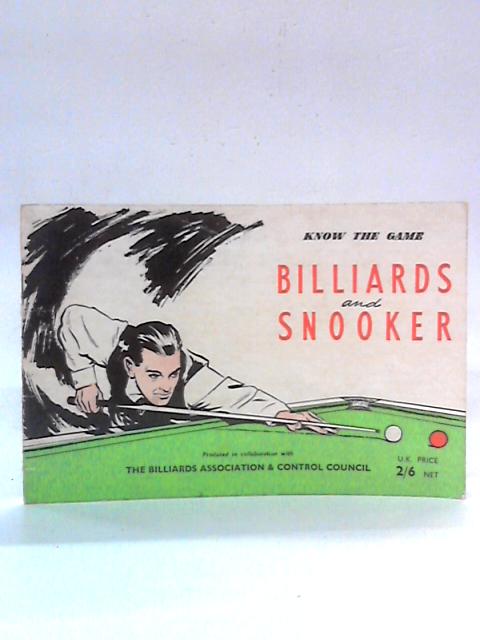 KNOW THE GAME
BILLIARDS
and
SNOOKER
Produced in collaboration with
THE BILLIARDS ASSOCIATION & CONTROL COUNCIL
U.K. PRICE
2/6 NET